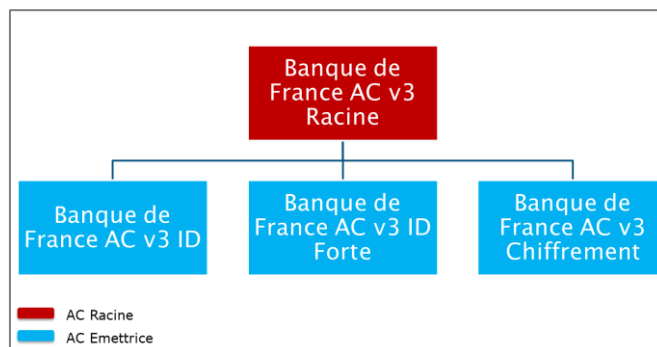 Banque de
France AC v3
Racine
Banque de
France AC v3 ID
Banque de
France AC v3 ID
Forte
Banque de
France AC v3
Chiffrement
AC Racine
AC Emettrice